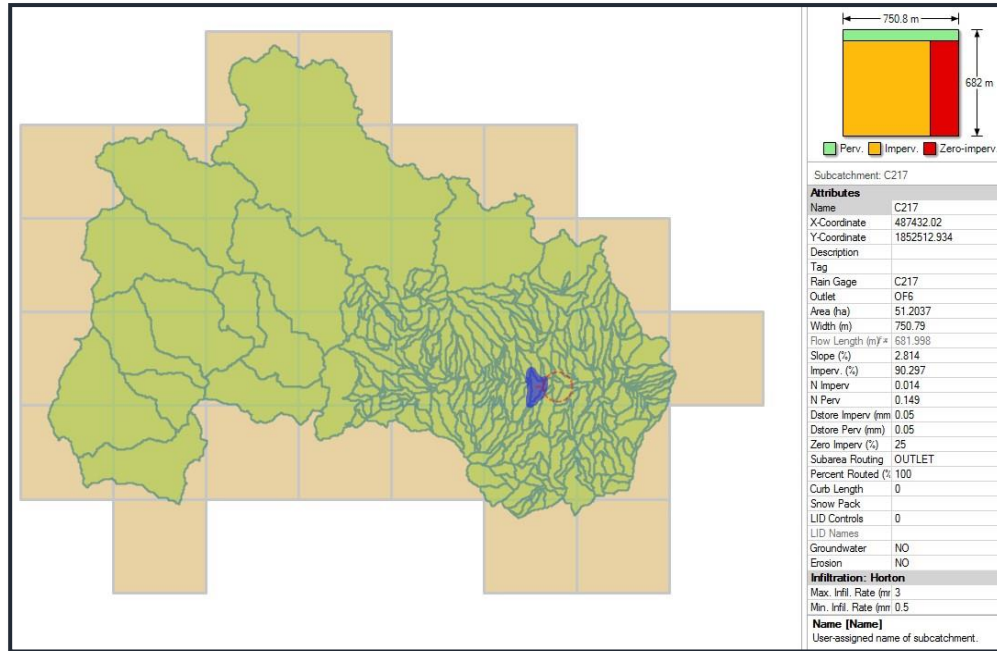 750.8 m
682 m
Perv. Imperv. Zero-imperv.
Subcatchment: C217
Attributes
Name C217
X-Coordinate 487432.02
Y-Coordinate 1852512.934
Description
Tag
Rain Gage C217
Outlet OF6
Area (ha) 51.2037
Width (m) 750.79
Flow Length (m) 681.998
Slope (%) 2.814
Imperv. (%) 90.297
N Imperv 0.014
N Perv 0.149
Dstore Imperv (mm 0.05
Dstore Perv (mm) 0.05
Zero Imperv (%) 25
Subarea Routing OUTLET
Percent Routed (% 100
Curb Length 0
Snow Pack
LID Controls 0
LID Names
Groundwater NO
Erosion NO
Infiltration: Horton
Max. Infil. Rate (mr 3
Min. Infil. Rate (mm 0.5
Name [Name]
User-assigned name of subcatchment.